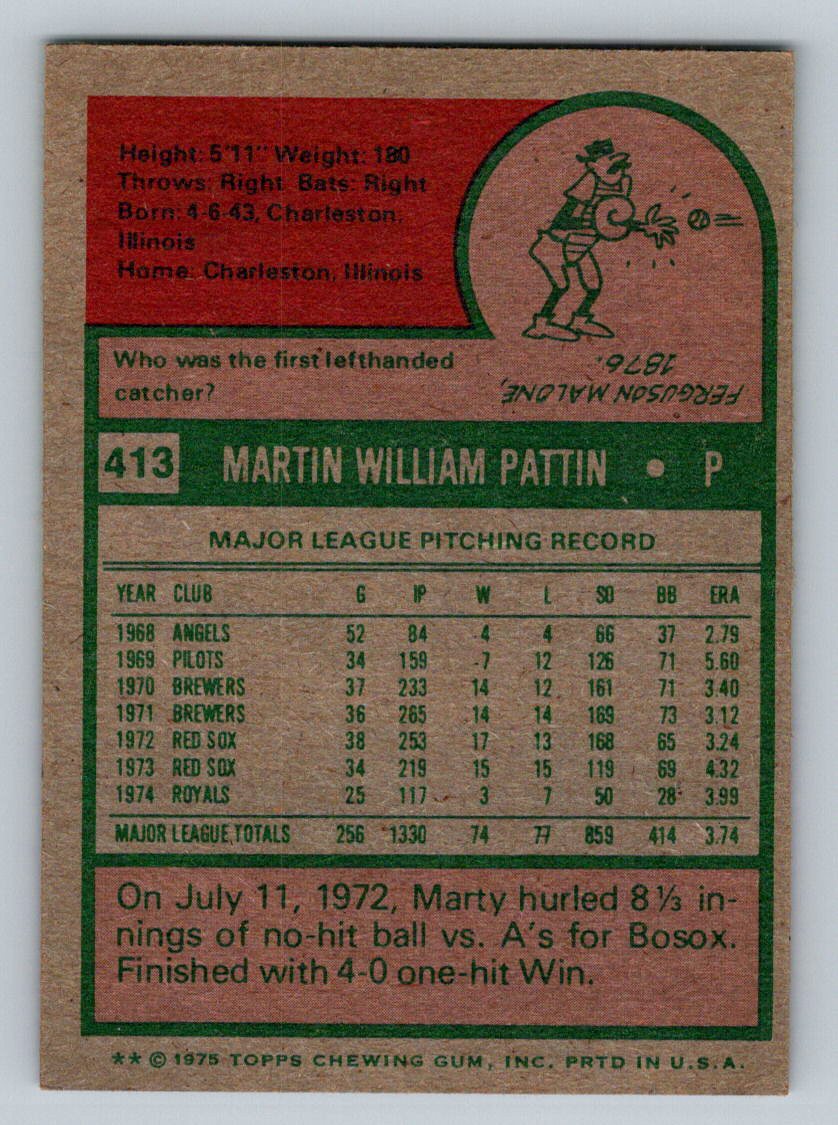 Height: 5'11" Weight: 180
Throws: Right Bats: Right
Born: 4-6-43, Charleston,
Illinois
Home: Charleston, Illinois
Who was the first lefthanded
catcher?
FERGUSON MALONE,
1876.
413 MARTIN WILLIAM PATTIN • P
MAJOR LEAGUE PITCHING RECORD
YEAR CLUB G IP W L SO BB ERA
1968 ANGELS 52 84 4 4 66 37 2.79
1969 PILOTS 34 159 7 12 126 71 5.60
1970 BREWERS 37 233 14 12 161 71 3.40
1971 BREWERS 36 265 14 14 169 73 3.12
1972 RED SOX 38 253 17 13 168 65 3.24
1973 RED SOX 34 219 15 15 119 69 4.32
1974 ROYALS 25 117 3 7 50 28 3.99
MAJOR LEAGUE TOTALS 256 1330 74 77 859 414 3.74
On July 11, 1972, Marty hurled 8⅓ in-
nings of no-hit ball vs. A's for Bosox.
Finished with 4-0 one-hit Win.
** © 1975 TOPPS CHEWING GUM, INC. PRTD IN U.S.A.